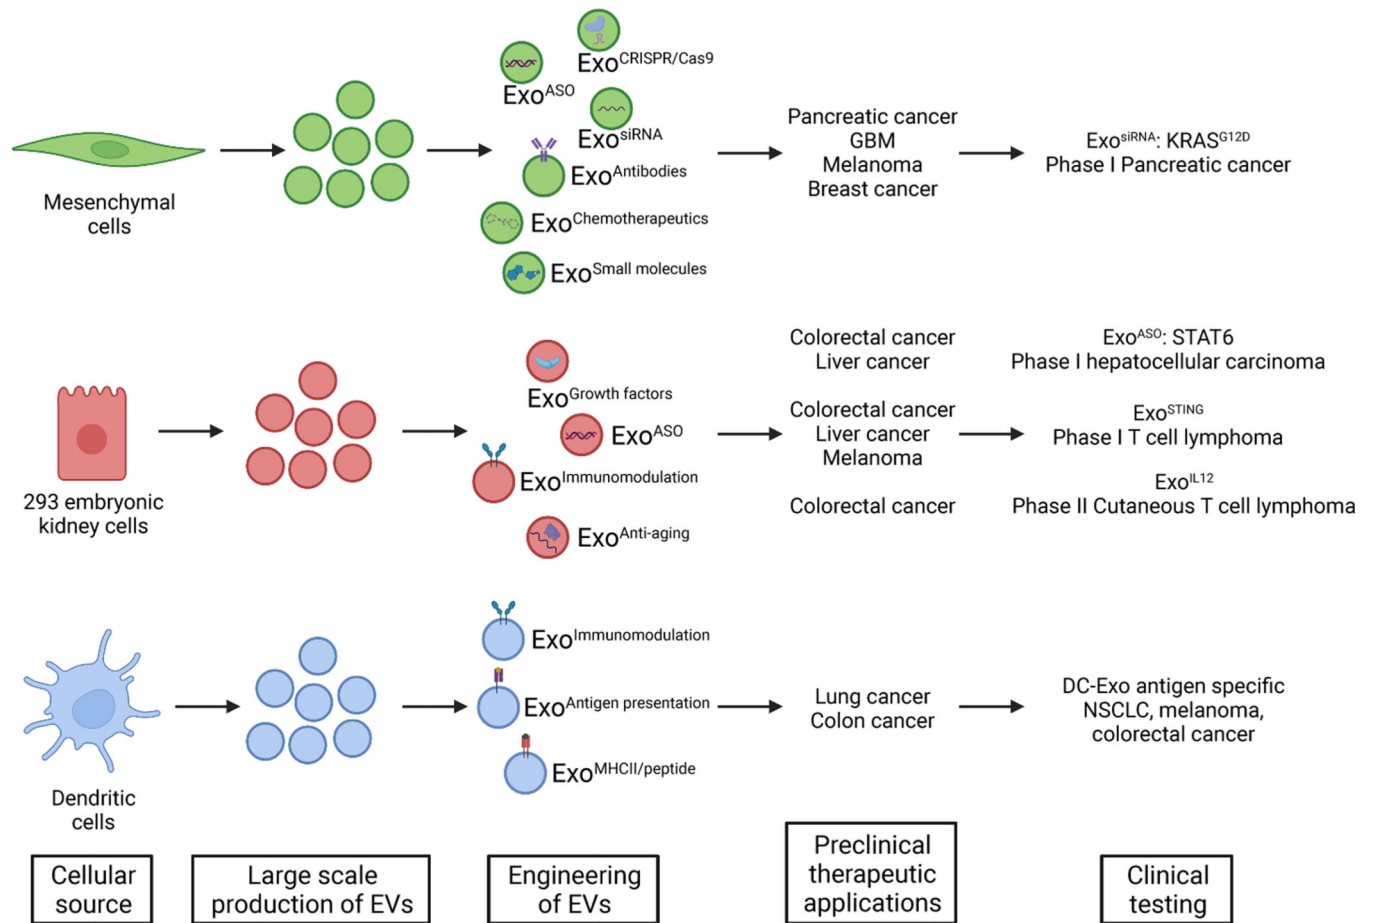 Mesenchymal
cells
Exo^CRISPR/Cas9
Exo^ASO
Exo^siRNA
Exo^Antibodies
Exo^Chemotherapeutics
Exo^Small molecules
Pancreatic cancer
GBM
Melanoma
Breast cancer
Exo^siRNA: KRAS^G12D
Phase I Pancreatic cancer
293 embryonic
kidney cells
Exo^Growth factors
Exo^ASO
Exo^Immunomodulation
Exo^Anti-aging
Colorectal cancer
Liver cancer
Colorectal cancer
Liver cancer
Melanoma
Colorectal cancer
Exo^ASO: STAT6
Phase I hepatocellular carcinoma
Exo^STING
Phase I T cell lymphoma
Exo^IL12
Phase II Cutaneous T cell lymphoma
Dendritic
cells
Exo^Immunomodulation
Exo^Antigen presentation
Exo^MHCII/peptide
Lung cancer
Colon cancer
DC-Exo antigen specific
NSCLC, melanoma,
colorectal cancer
Cellular
source
Large scale
production of EVs
Engineering
of EVs
Preclinical
therapeutic
applications
Clinical
testing